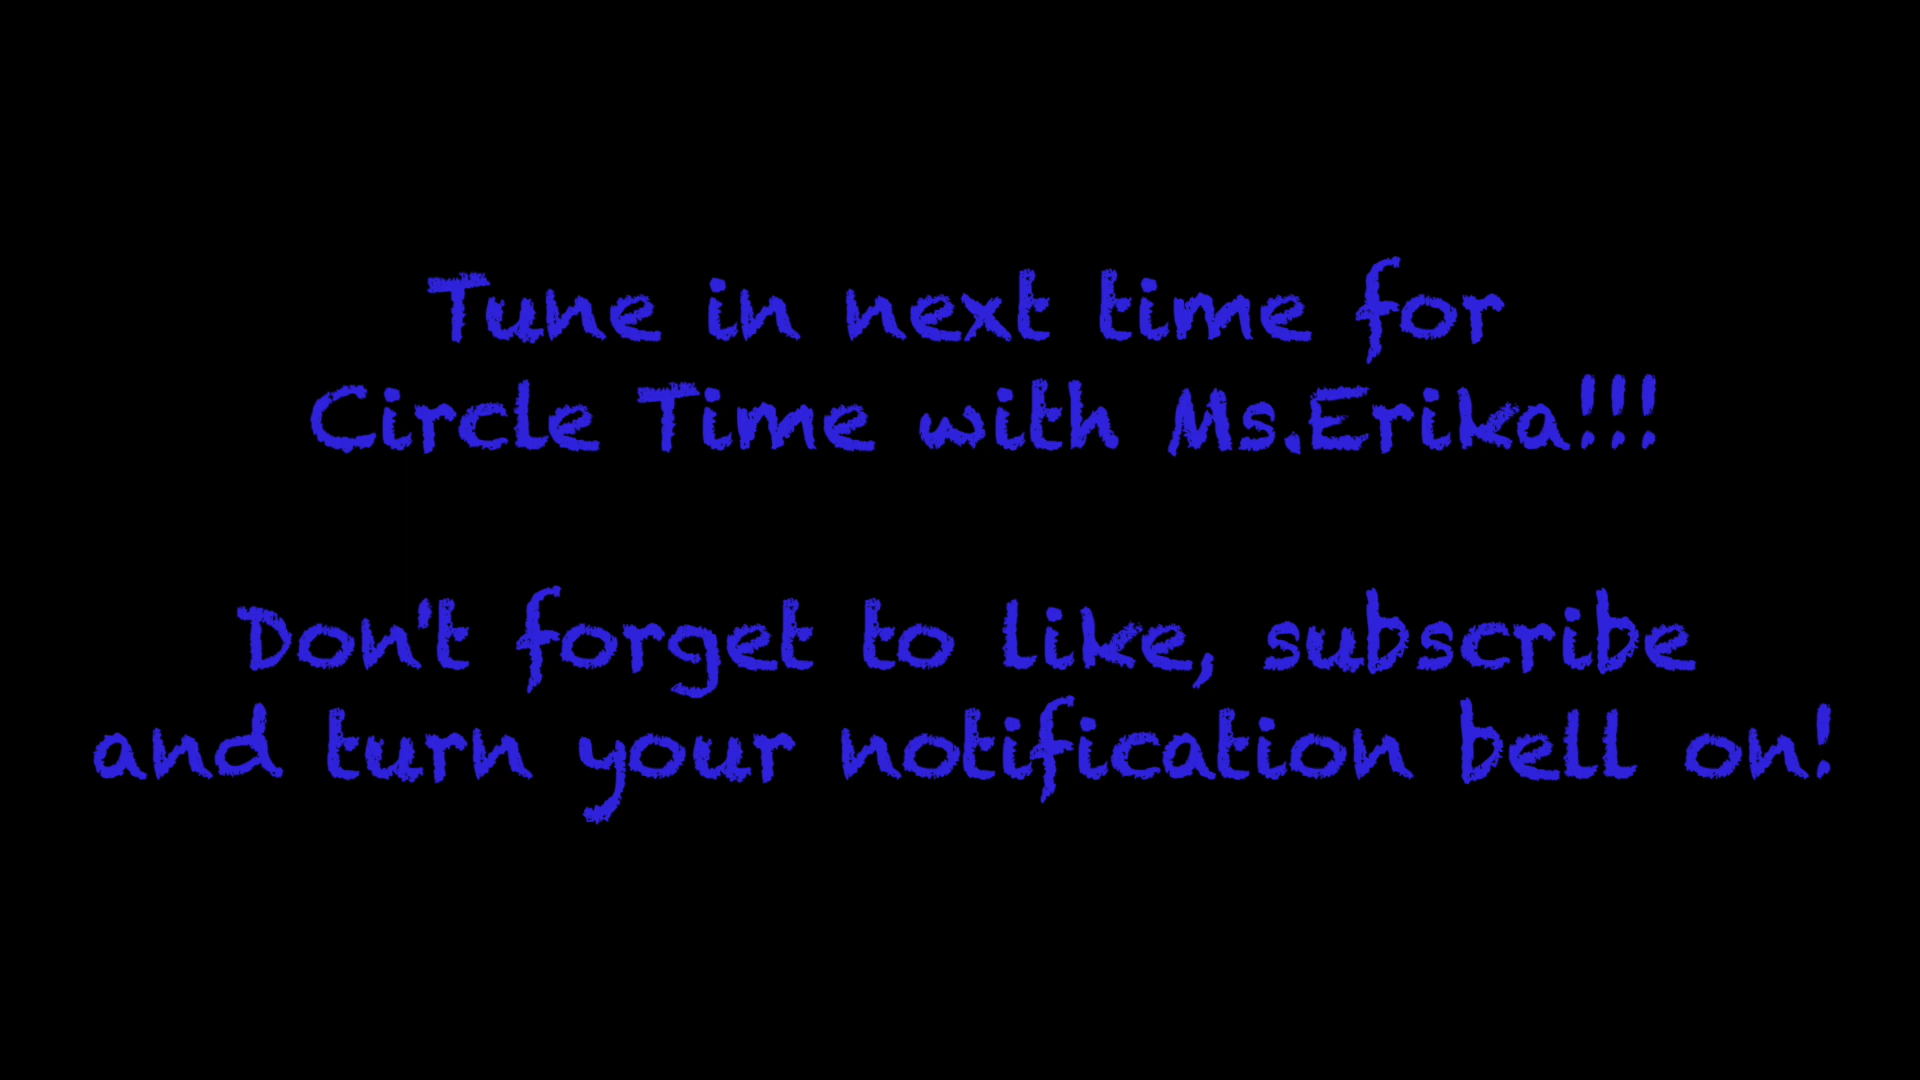 Tune in next time for
Circle Time with Ms.Erika!!!
Don't forget to like, subscribe
and turn your notification bell on!